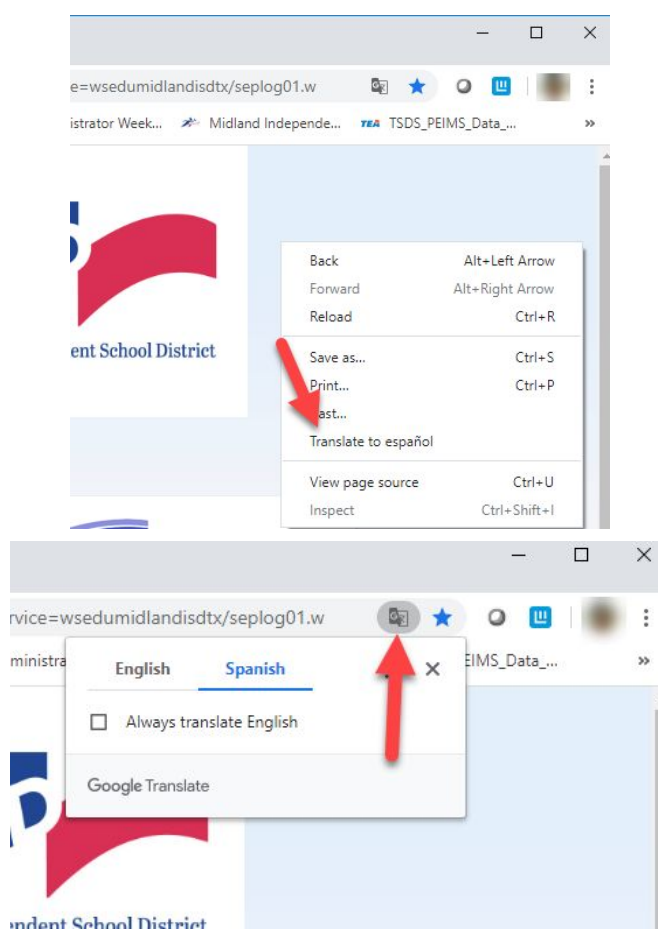 e=wsedumidlandisdtx/seplog01.w
istrator Week... Midland Independe... TEA TSDS_PEIMS_Data_... »
ent School District
Back Alt+Left Arrow
Forward Alt+Right Arrow
Reload Ctrl+R
Save as... Ctrl+S
Print... Ctrl+P
ast...
Translate to español
View page source Ctrl+U
Inspect Ctrl+Shift+I
rvice=wsedumidlandisdtx/seplog01.w
ministra EIMS_Data_... »
English Spanish
Always translate English
Google Translate
endent School District